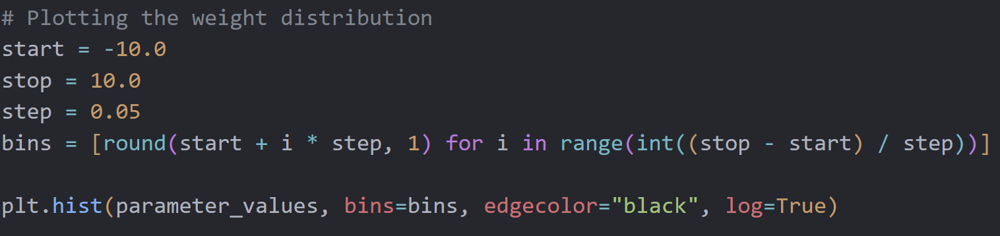 # Plotting the weight distribution
start = -10.0
stop = 10.0
step = 0.05
bins = [round(start + i * step, 1) for i in range(int((stop - start) / step))]
plt.hist(parameter_values, bins=bins, edgecolor="black", log=True)